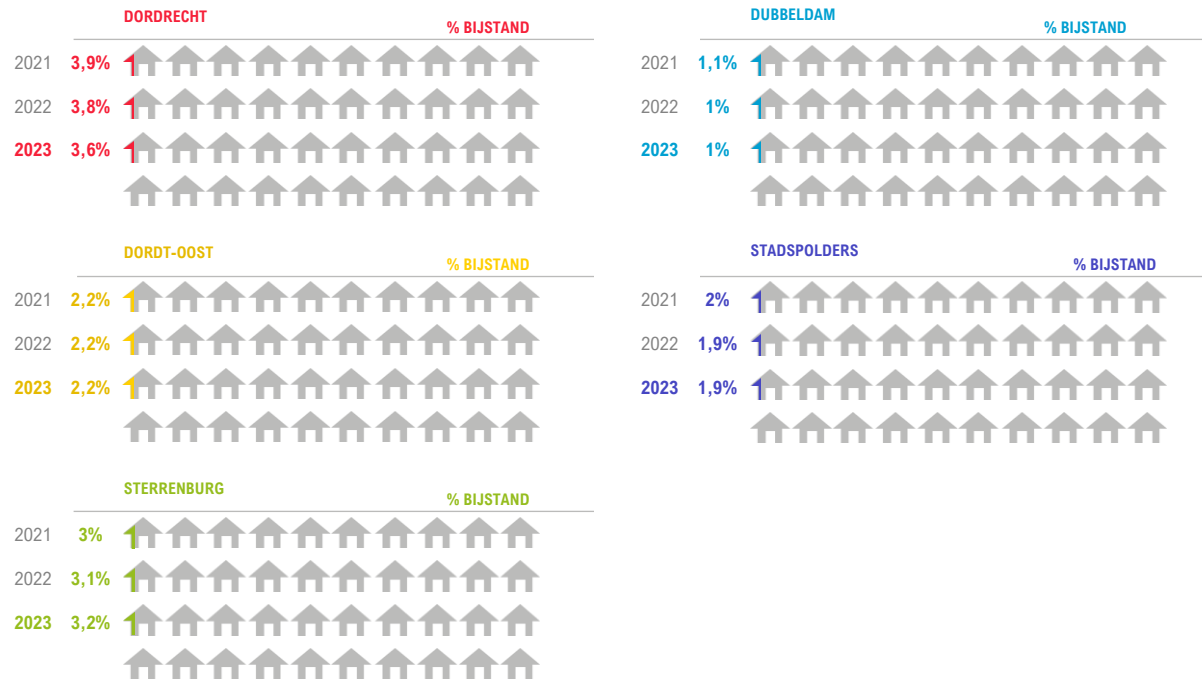 DORDRECHT
% BIJSTAND
2021 3,9%
2022 3,8%
2023 3,6%
DUBBELDAM
% BIJSTAND
2021 1,1%
2022 1%
2023 1%
DORDT-OOST
% BIJSTAND
2021 2,2%
2022 2,2%
2023 2,2%
STADSPOLDERS
% BIJSTAND
2021 2%
2022 1,9%
2023 1,9%
STERRENBURG
% BIJSTAND
2021 3%
2022 3,1%
2023 3,2%